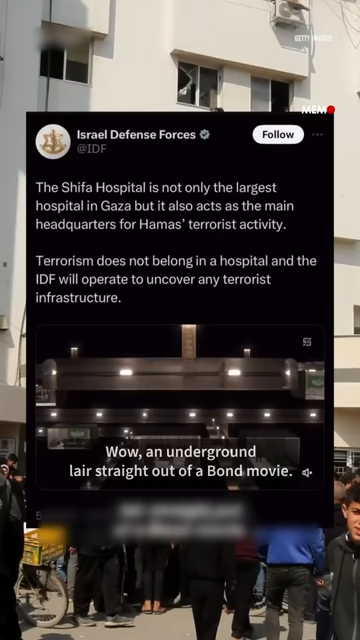 GETTY IMAGES
MEMO
Israel Defense Forces
@IDF
Follow
The Shifa Hospital is not only the largest
hospital in Gaza but it also acts as the main
headquarters for Hamas’ terrorist activity.
Terrorism does not belong in a hospital and the
IDF will operate to uncover any terrorist
infrastructure.
Wow, an underground
lair straight out of a Bond movie.